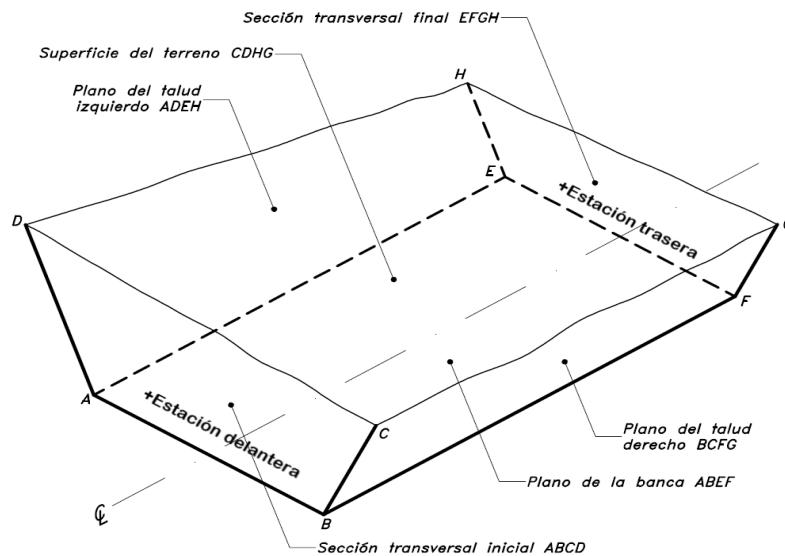 Sección transversal final EFGH
Superficie del terreno CDHG
Plano del talud
izquierdo ADEH
H
E
D
+Estación trasera
F
A
+Estación delantera
C
Plano del talud
derecho BCFG
Plano de la banca ABEF
℄
B
Sección transversal inicial ABCD